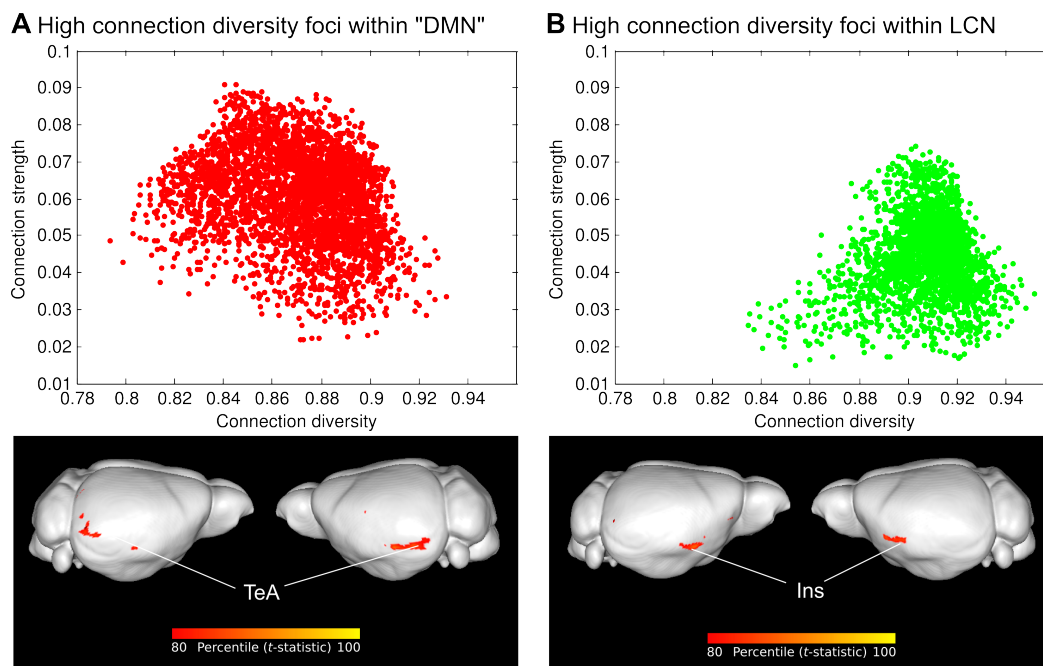 A High connection diversity foci within "DMN"
0.1
0.09
0.08
0.07
0.06
0.05
0.04
0.03
0.02
0.01
Connection strength
0.78 0.8 0.82 0.84 0.86 0.88 0.9 0.92 0.94
Connection diversity
TeA
80 Percentile (t-statistic) 100
B High connection diversity foci within LCN
0.1
0.09
0.08
0.07
0.06
0.05
0.04
0.03
0.02
0.01
Connection strength
0.78 0.8 0.82 0.84 0.86 0.88 0.9 0.92 0.94
Connection diversity
Ins
80 Percentile (t-statistic) 100